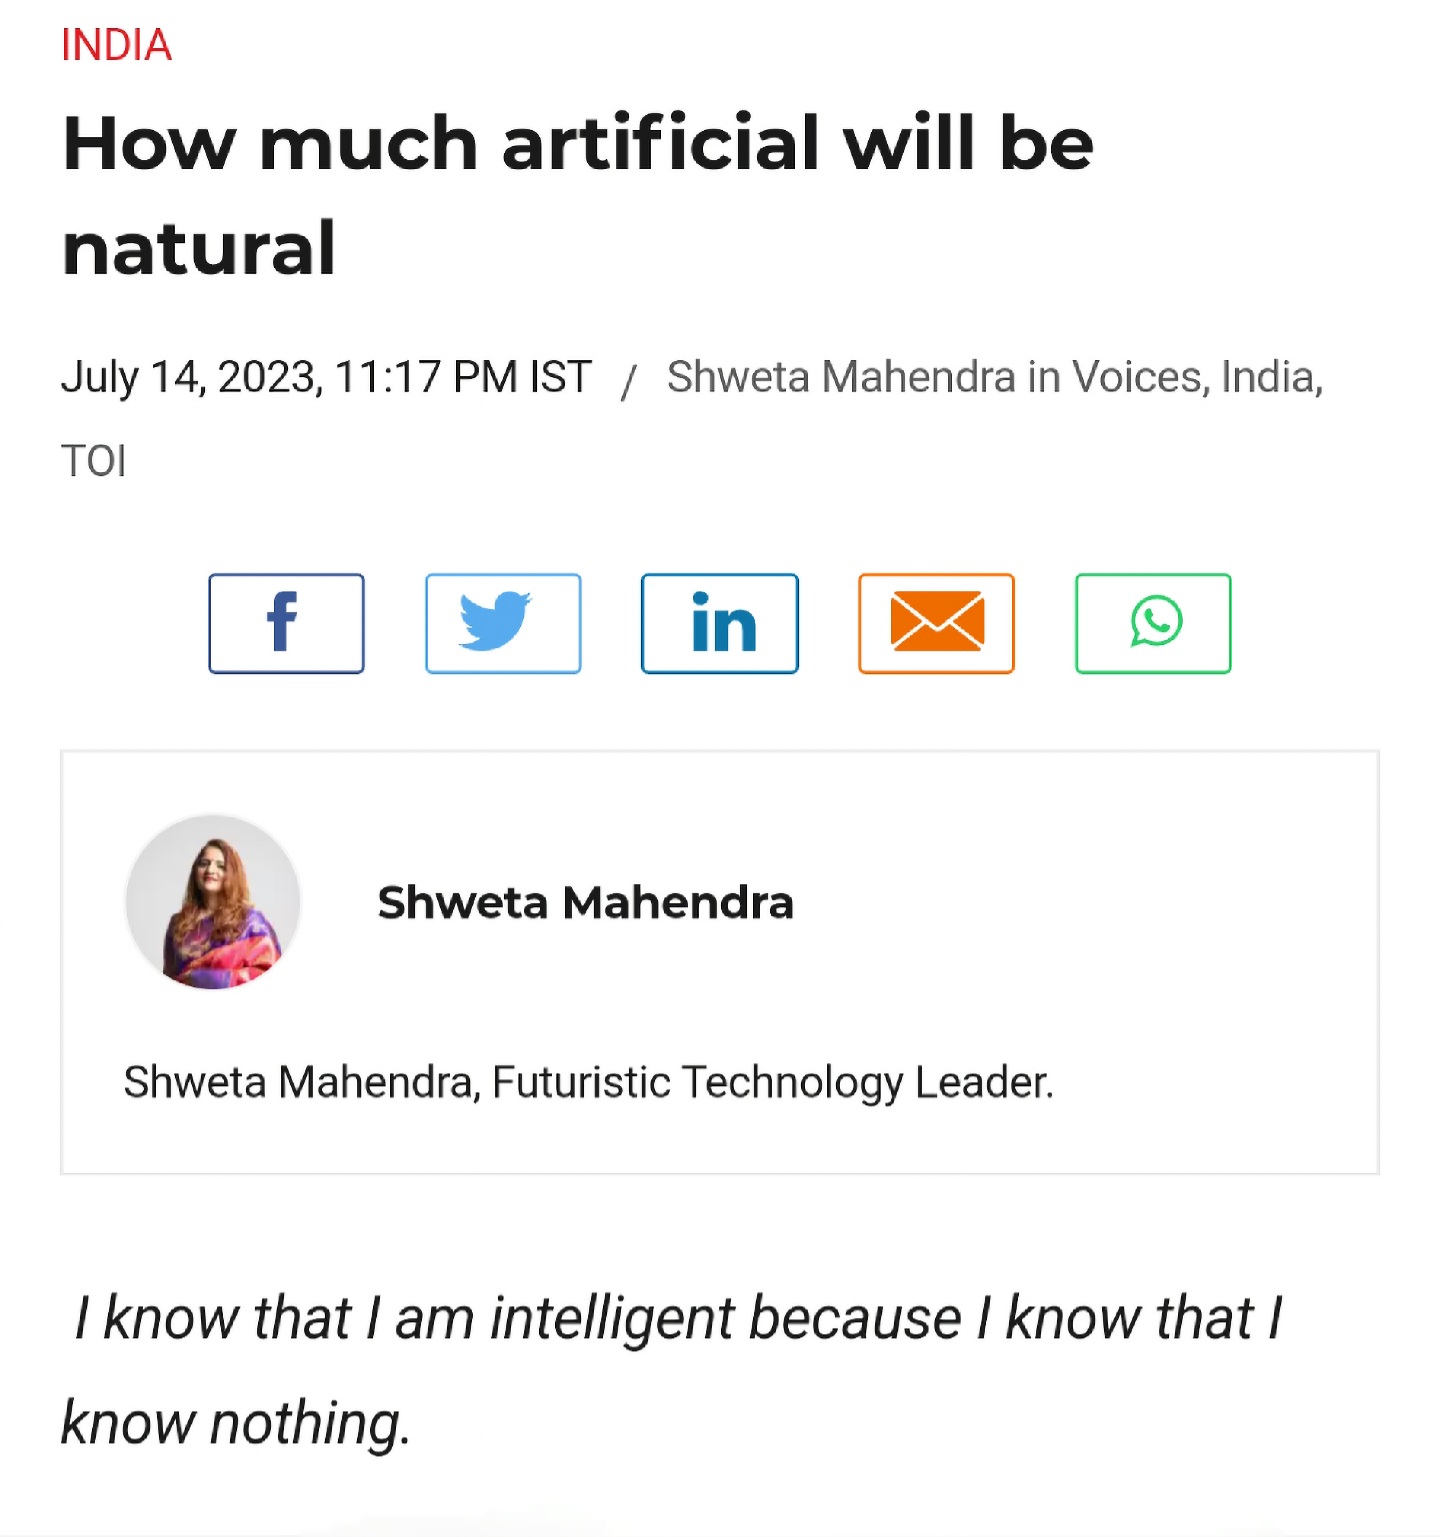 INDIA
How much artificial will be
natural
July 14, 2023, 11:17 PM IST / Shweta Mahendra in Voices, India,
TOI
f
in
Shweta Mahendra
Shweta Mahendra, Futuristic Technology Leader.
I know that I am intelligent because I know that I
know nothing.